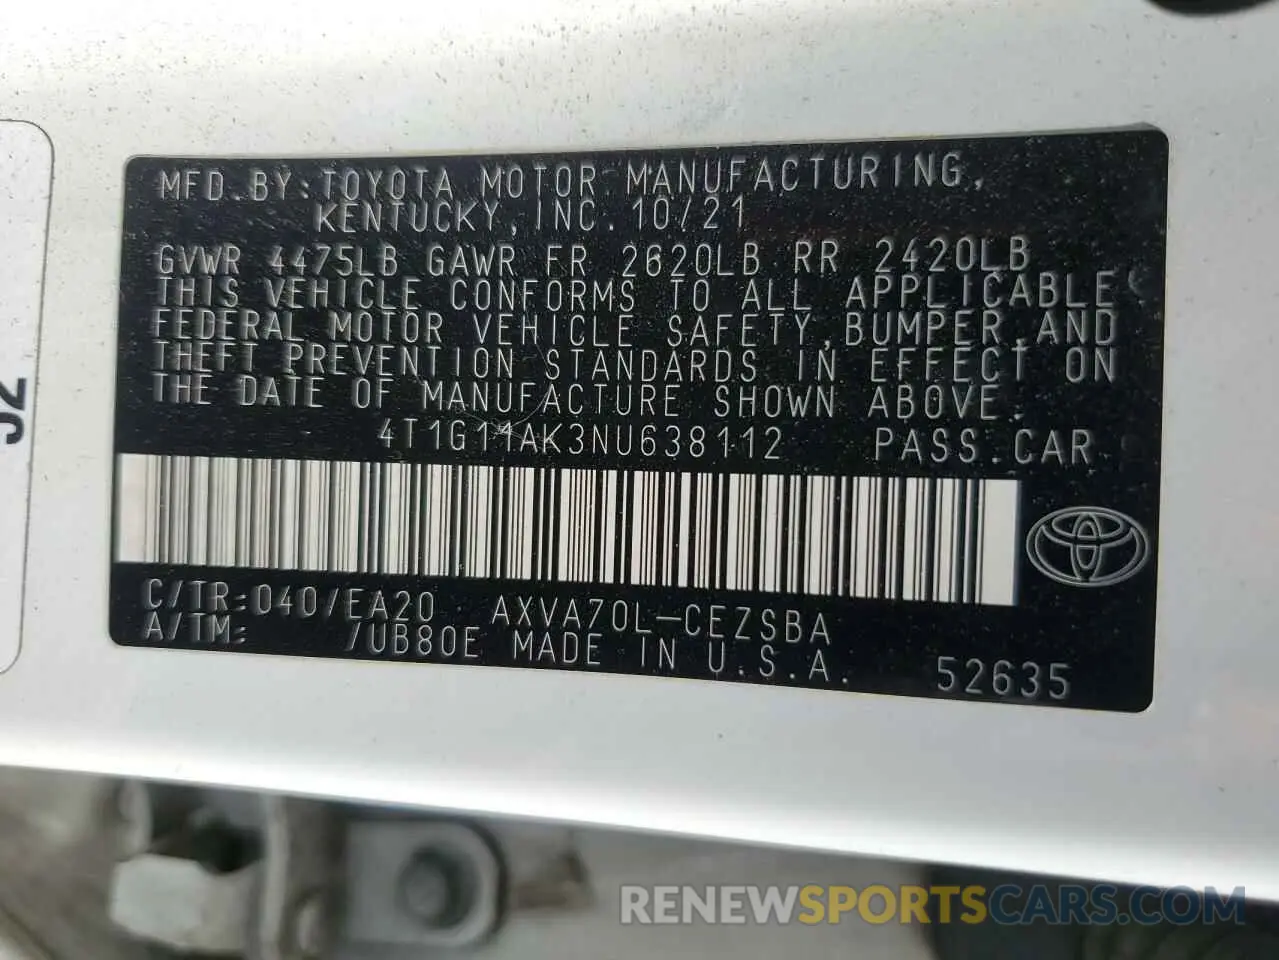 MFD. BY: TOYOTA MOTOR MANUFACTURING,
KENTUCKY, INC. 10/21
GVWR 4475LB GAWR FR 2620LB RR 2420LB
THIS VEHICLE CONFORMS TO ALL APPLICABLE
FEDERAL MOTOR VEHICLE SAFETY, BUMPER, AND
THEFT PREVENTION STANDARDS IN EFFECT ON
THE DATE OF MANUFACTURE SHOWN ABOVE.
4T1G11AK3NU638112 PASS. CAR
C/TR: 040/EA20 AXVA70L-CEZSBA
A/TM: /UB80E MADE IN U.S.A. 52635
RENEWSPORTSCARS.COM